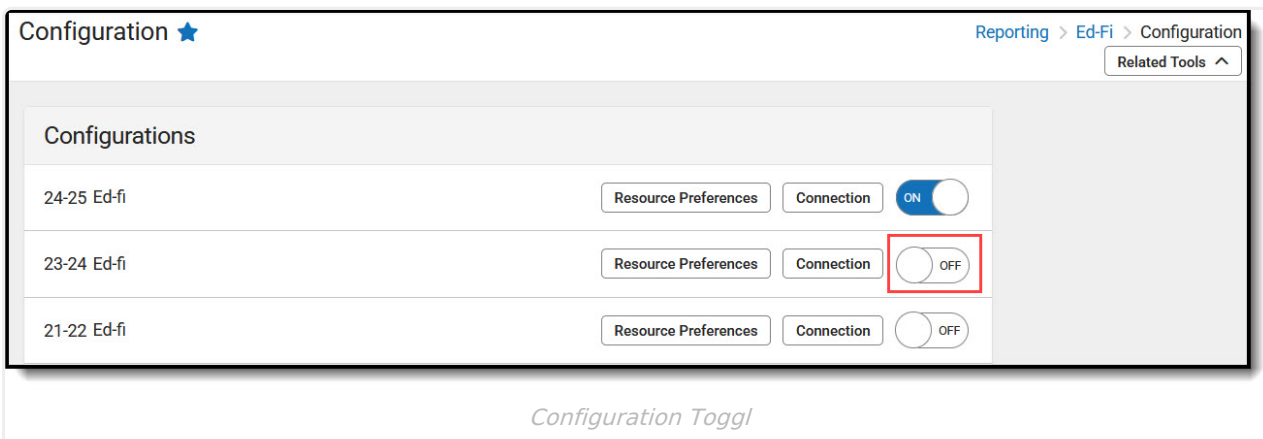 Configuration
Reporting > Ed-Fi > Configuration
Related Tools
Configurations
24-25 Ed-fi Resource Preferences Connection ON
23-24 Ed-fi Resource Preferences Connection OFF
21-22 Ed-fi Resource Preferences Connection OFF
Configuration Toggl